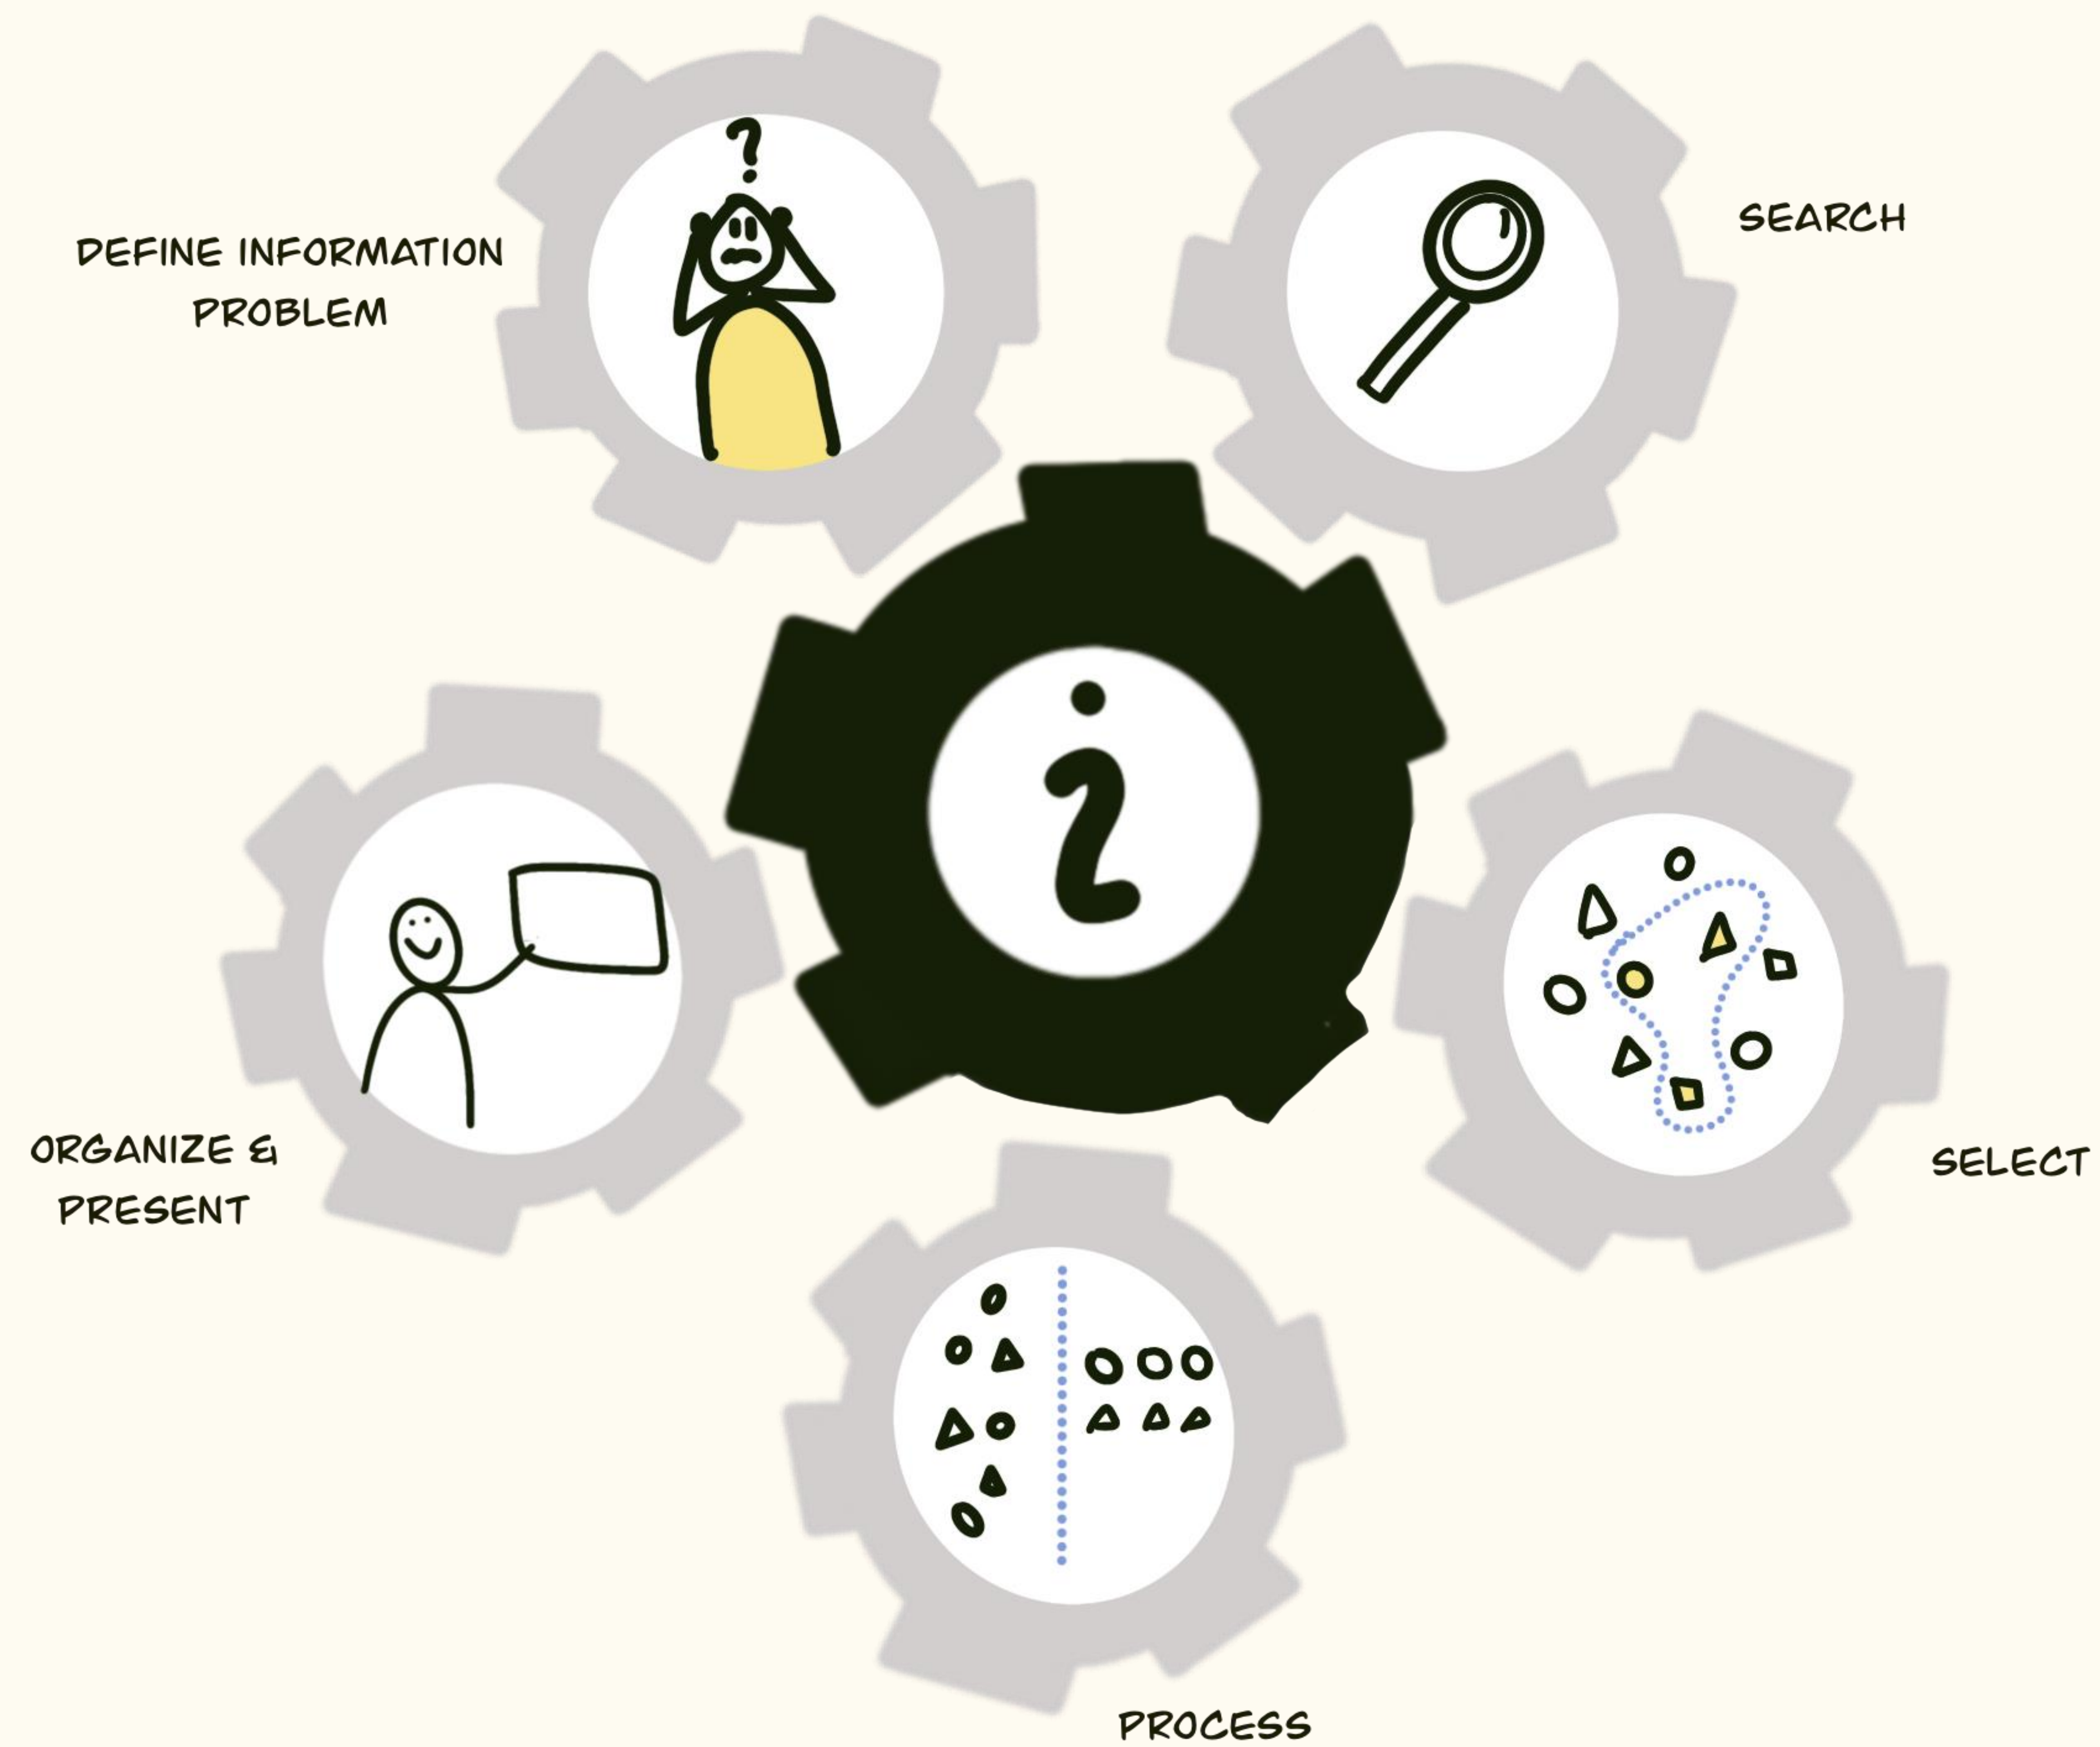 ?
DEFINE INFORMATION
PROBLEM
SEARCH
i
SELECT
PROCESS
ORGANIZE &
PRESENT